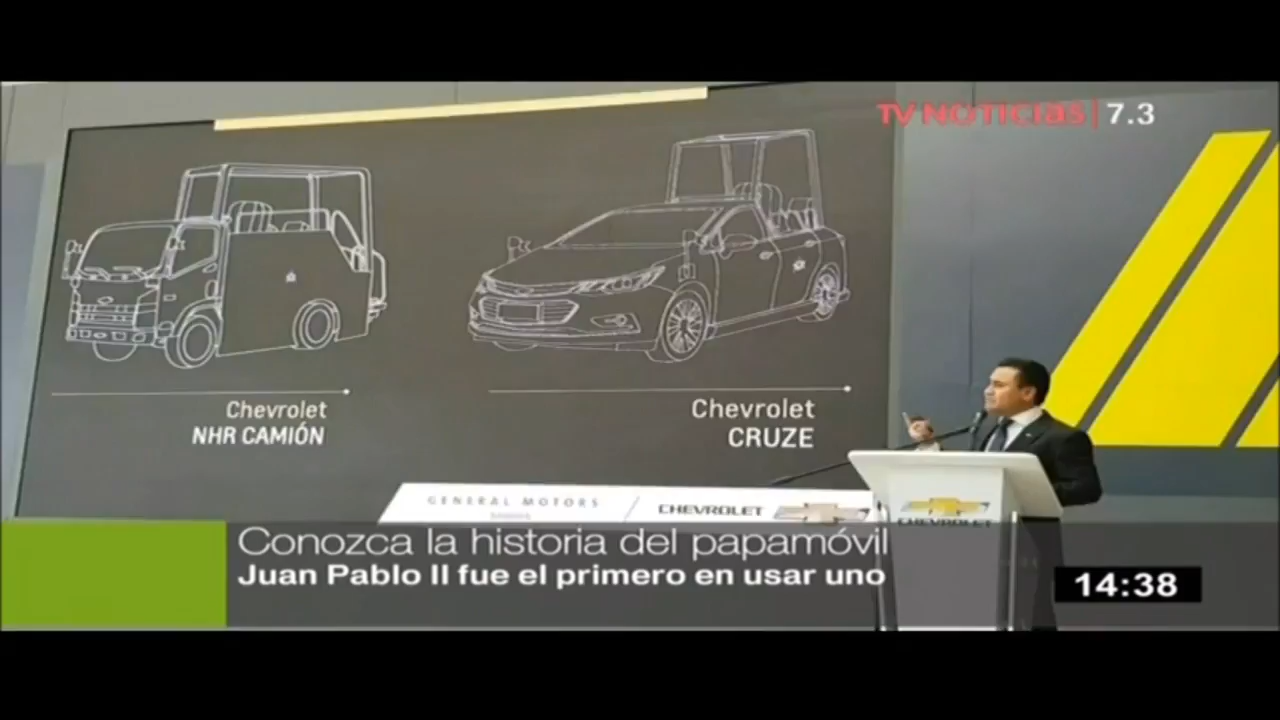 TV NOTICIAS 7.3
Chevrolet
NHR CAMIÓN
Chevrolet
CRUZE
GENERAL MOTORS
CHEVROLET
CHEVROLET
Conozca la historia del papamóvil
Juan Pablo II fue el primero en usar uno
14:38